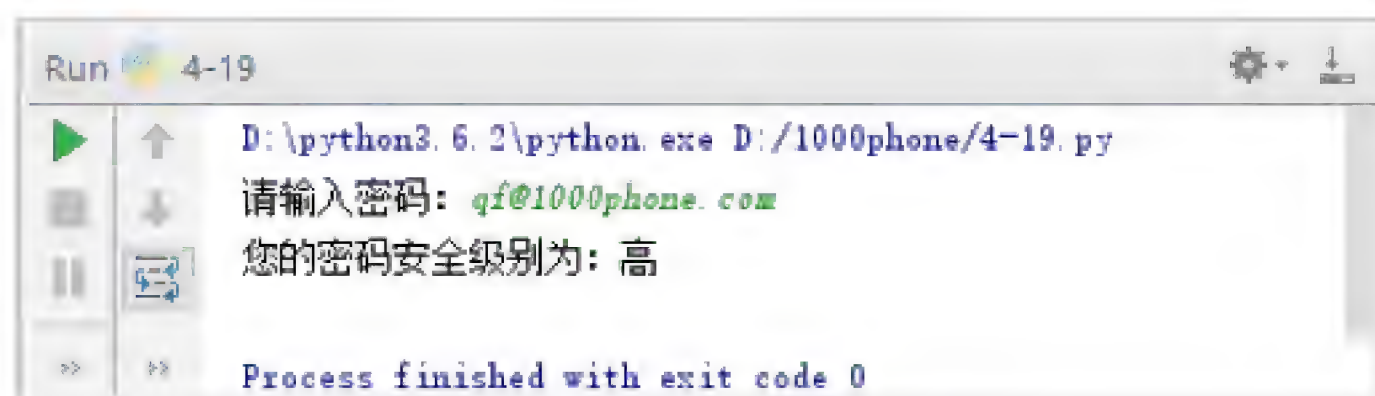 Run 4-19
D:\python3.6.2\python.exe D:/1000phone/4-19.py
请输入密码：qf@1000phone.com
您的密码安全级别为：高
Process finished with exit code 0